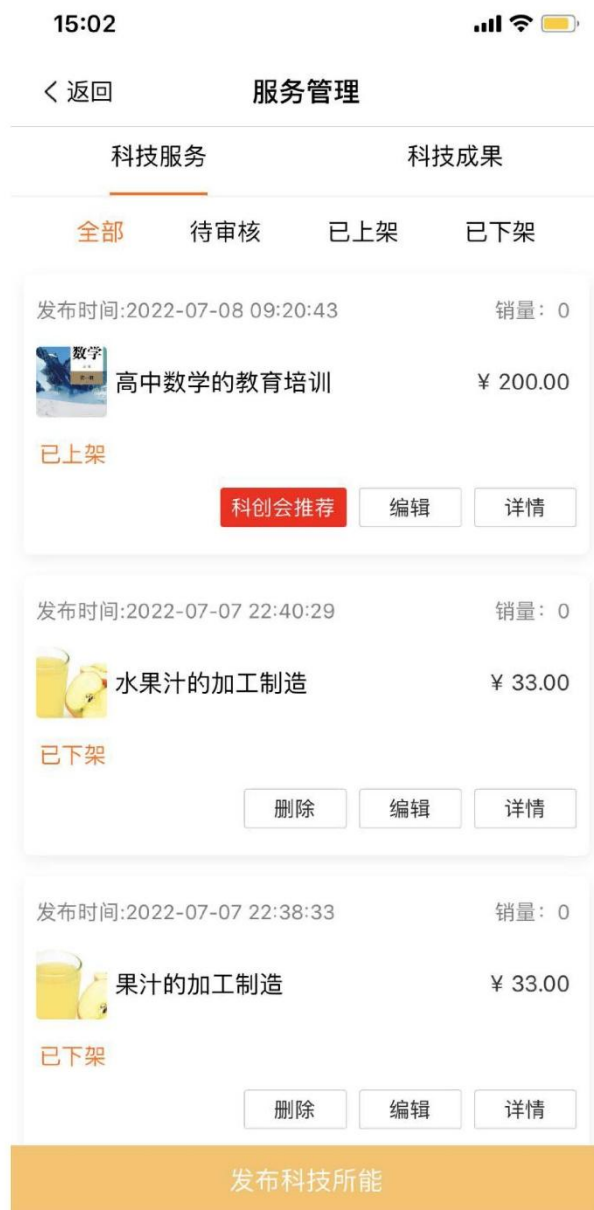 15:02
返回 服务管理
科技服务 科技成果
全部 待审核 已上架 已下架
发布时间:2022-07-08 09:20:43 销量：0
数学
高中数学的教育培训 ¥ 200.00
已上架
科创会推荐 编辑 详情
发布时间:2022-07-07 22:40:29 销量：0
水果汁的加工制造 ¥ 33.00
已下架
删除 编辑 详情
发布时间:2022-07-07 22:38:33 销量：0
果汁的加工制造 ¥ 33.00
已下架
删除 编辑 详情
发布科技所能